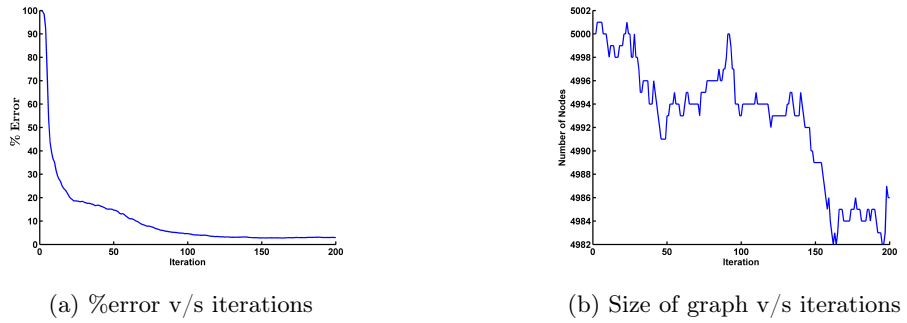 100
90
80
70
60
50
40
30
20
10
0
% Error
0 50 100 150 200
Iteration
(a) %error v/s iterations
5002
5000
4998
4996
4994
4992
4990
4988
4986
4984
4982
Number of Nodes
0 50 100 150 200
Iteration
(b) Size of graph v/s iterations